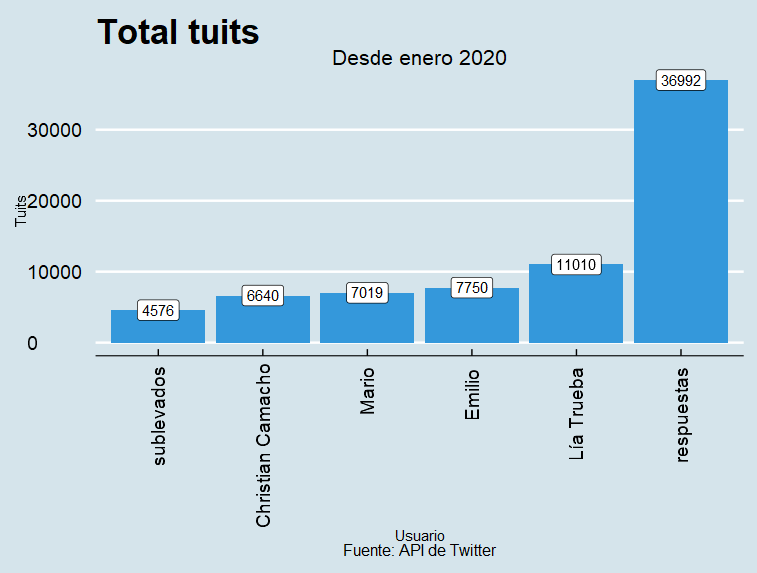 Total tuits
Desde enero 2020
Tuits
30000
20000
10000
0
4576
6640
7019
7750
11010
36992
sublevados
Christian Camacho
Mario
Emilio
Lía Trueba
respuestas
Usuario
Fuente: API de Twitter